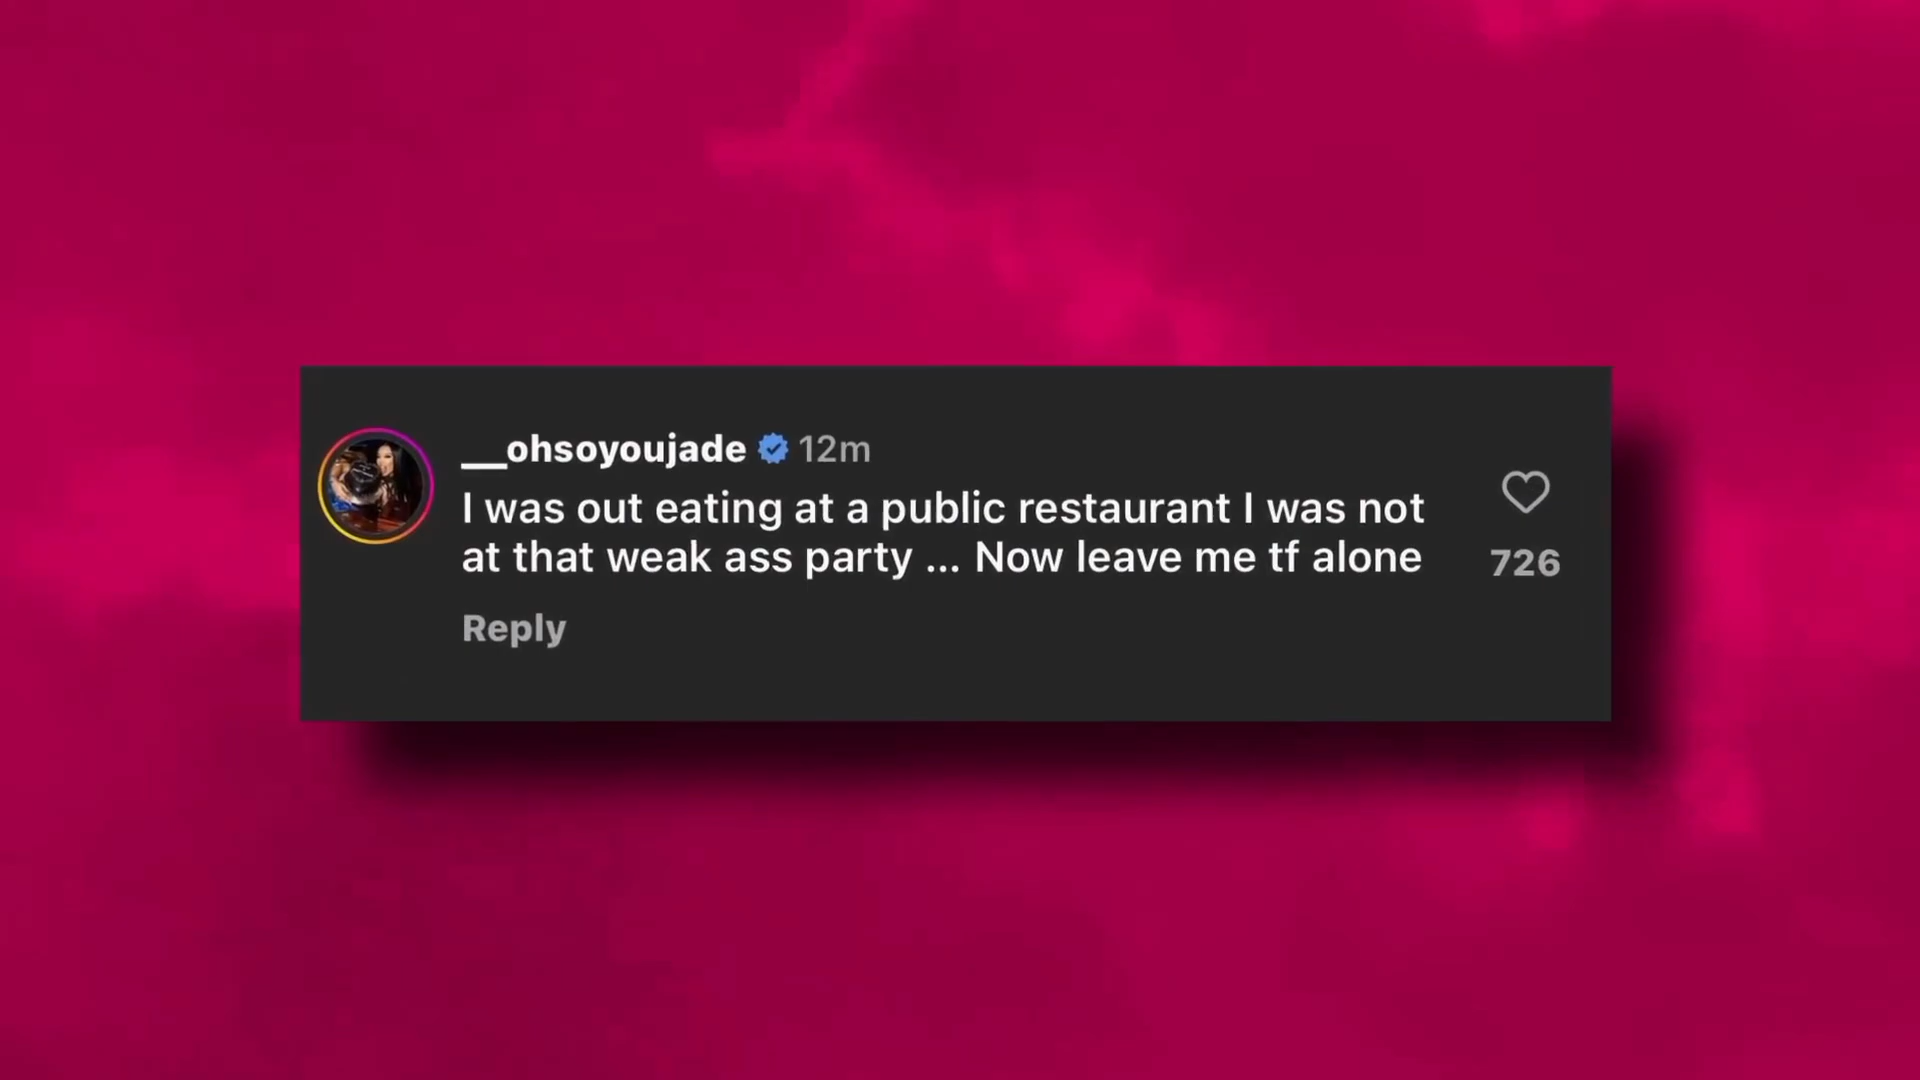 __ohsoyoujade 12m
I was out eating at a public restaurant I was not
at that weak ass party ... Now leave me tf alone
726
Reply